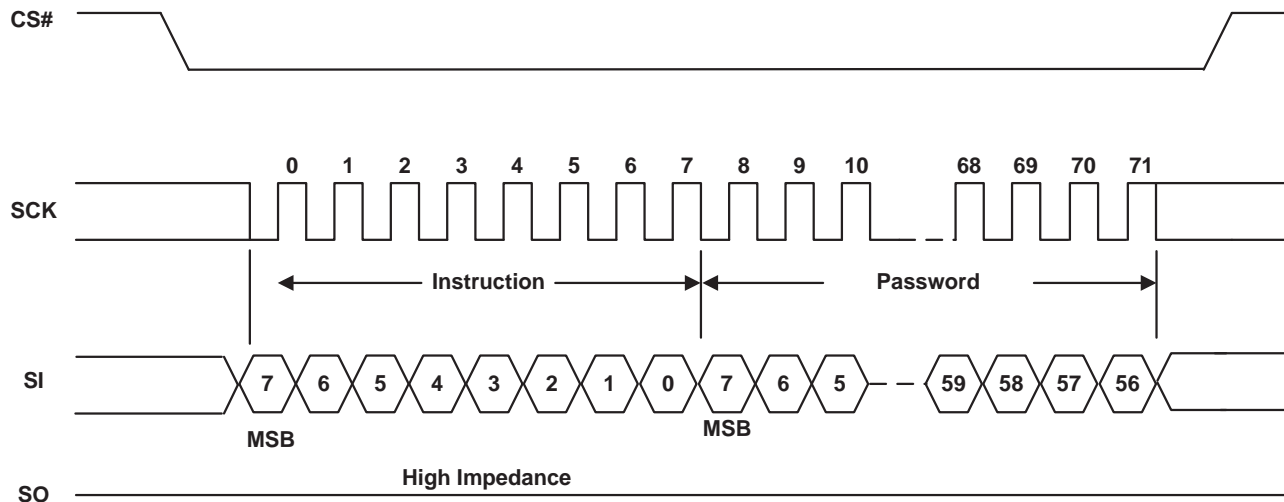 CS#
0 1 2 3 4 5 6 7 8 9 10 68 69 70 71
SCK
Instruction Password
SI 7 6 5 4 3 2 1 0 7 6 5 59 58 57 56
MSB MSB
High Impedance
SO